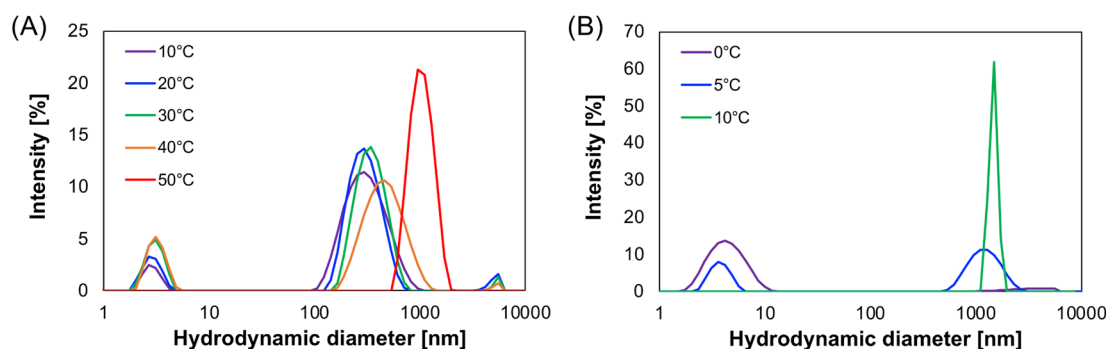 (A)
25
20
15
10
5
0
Intensity [%]
10°C
20°C
30°C
40°C
50°C
1 10 100 1000 10000
Hydrodynamic diameter [nm]
(B)
70
60
50
40
30
20
10
0
Intensity [%]
0°C
5°C
10°C
1 10 100 1000 10000
Hydrodynamic diameter [nm]